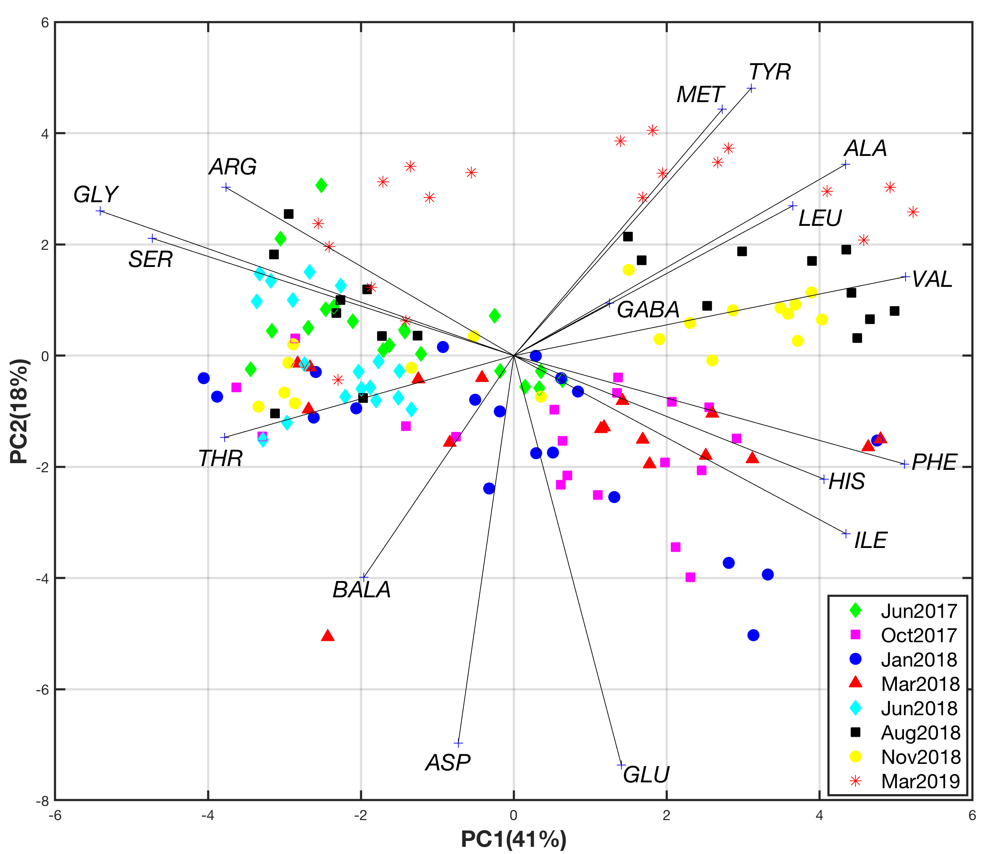 6
TYR
MET
4
ALA
ARG
GLY
LEU
2
SER
VAL
GABA
0
THR
PHE
-2
HIS
ILE
-4
BALA
Jun2017
Oct2017
Jan2018
Mar2018
-6
Jun2018
Aug2018
ASP
Nov2018
GLU
Mar2019
-8
-6
-4
-2
0
2
4
6
PC1(41%)
PC2(18%)